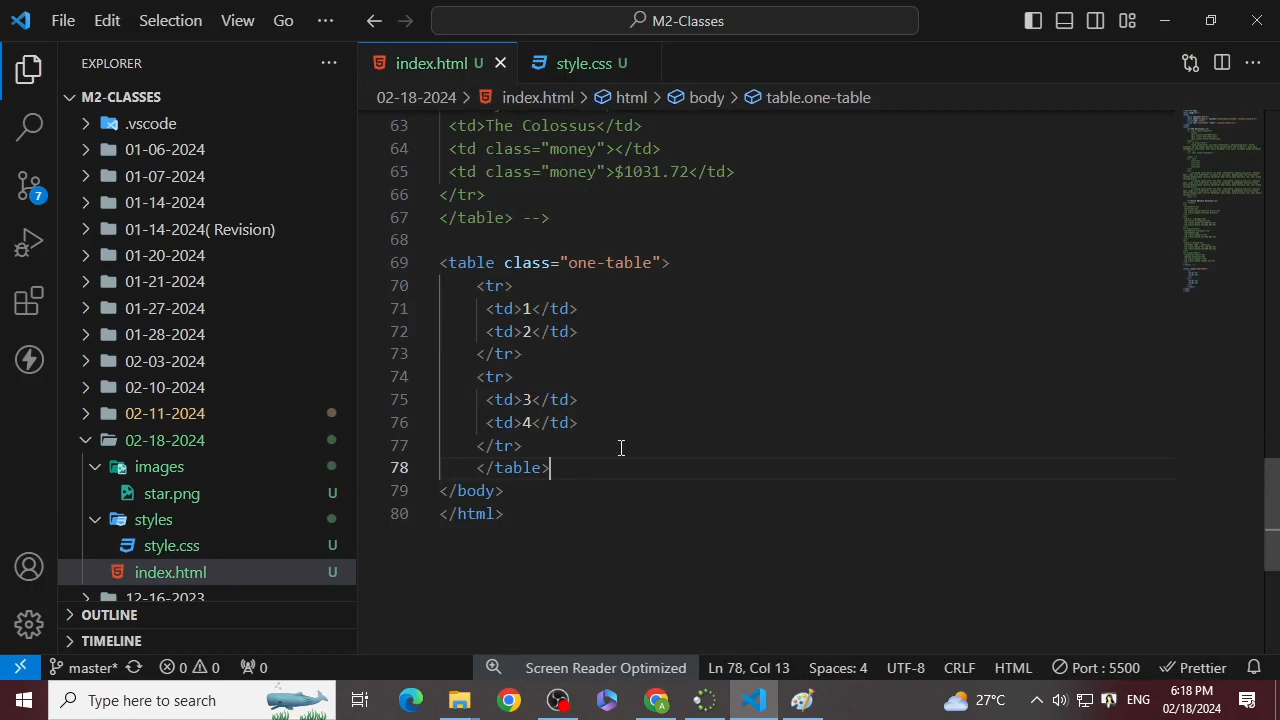 File Edit Selection View Go ··· M2-Classes
EXPLORER ···
index.html U style.css U
02-18-2024 > index.html > html > body > table.one-table
M2-CLASSES
.vscode
01-06-2024
01-07-2024
01-14-2024
01-14-2024( Revision)
01-20-2024
01-21-2024
01-27-2024
01-28-2024
02-03-2024
02-10-2024
02-11-2024
02-18-2024
images
star.png U
styles
style.css U
index.html U
12-16-2023
OUTLINE
TIMELINE
7
63 <td>The Colossus</td>
64 <td class="money"></td>
65 <td class="money">$1031.72</td>
66 </tr>
67 </table> -->
68
69 <table class="one-table">
70 <tr>
71 <td>1</td>
72 <td>2</td>
73 </tr>
74 <tr>
75 <td>3</td>
76 <td>4</td>
77 </tr>
78 </table>
79 </body>
80 </html>
master* 0 0 0 Screen Reader Optimized Ln 78, Col 13 Spaces: 4 UTF-8 CRLF HTML Port : 5500 Prettier
Type here to search 27°C ENG 6:18 PM
02/18/2024